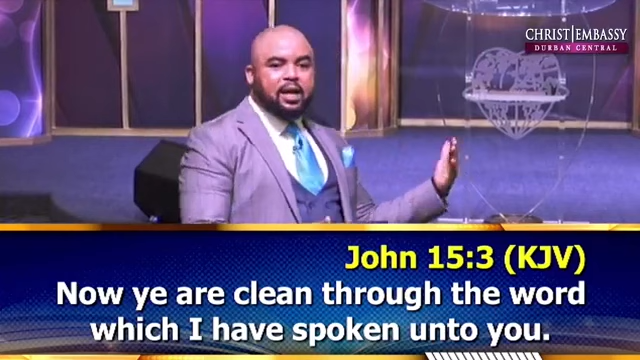 CHRIST|EMBASSY
DURBAN CENTRAL
John 15:3 (KJV)
Now ye are clean through the word
which I have spoken unto you.